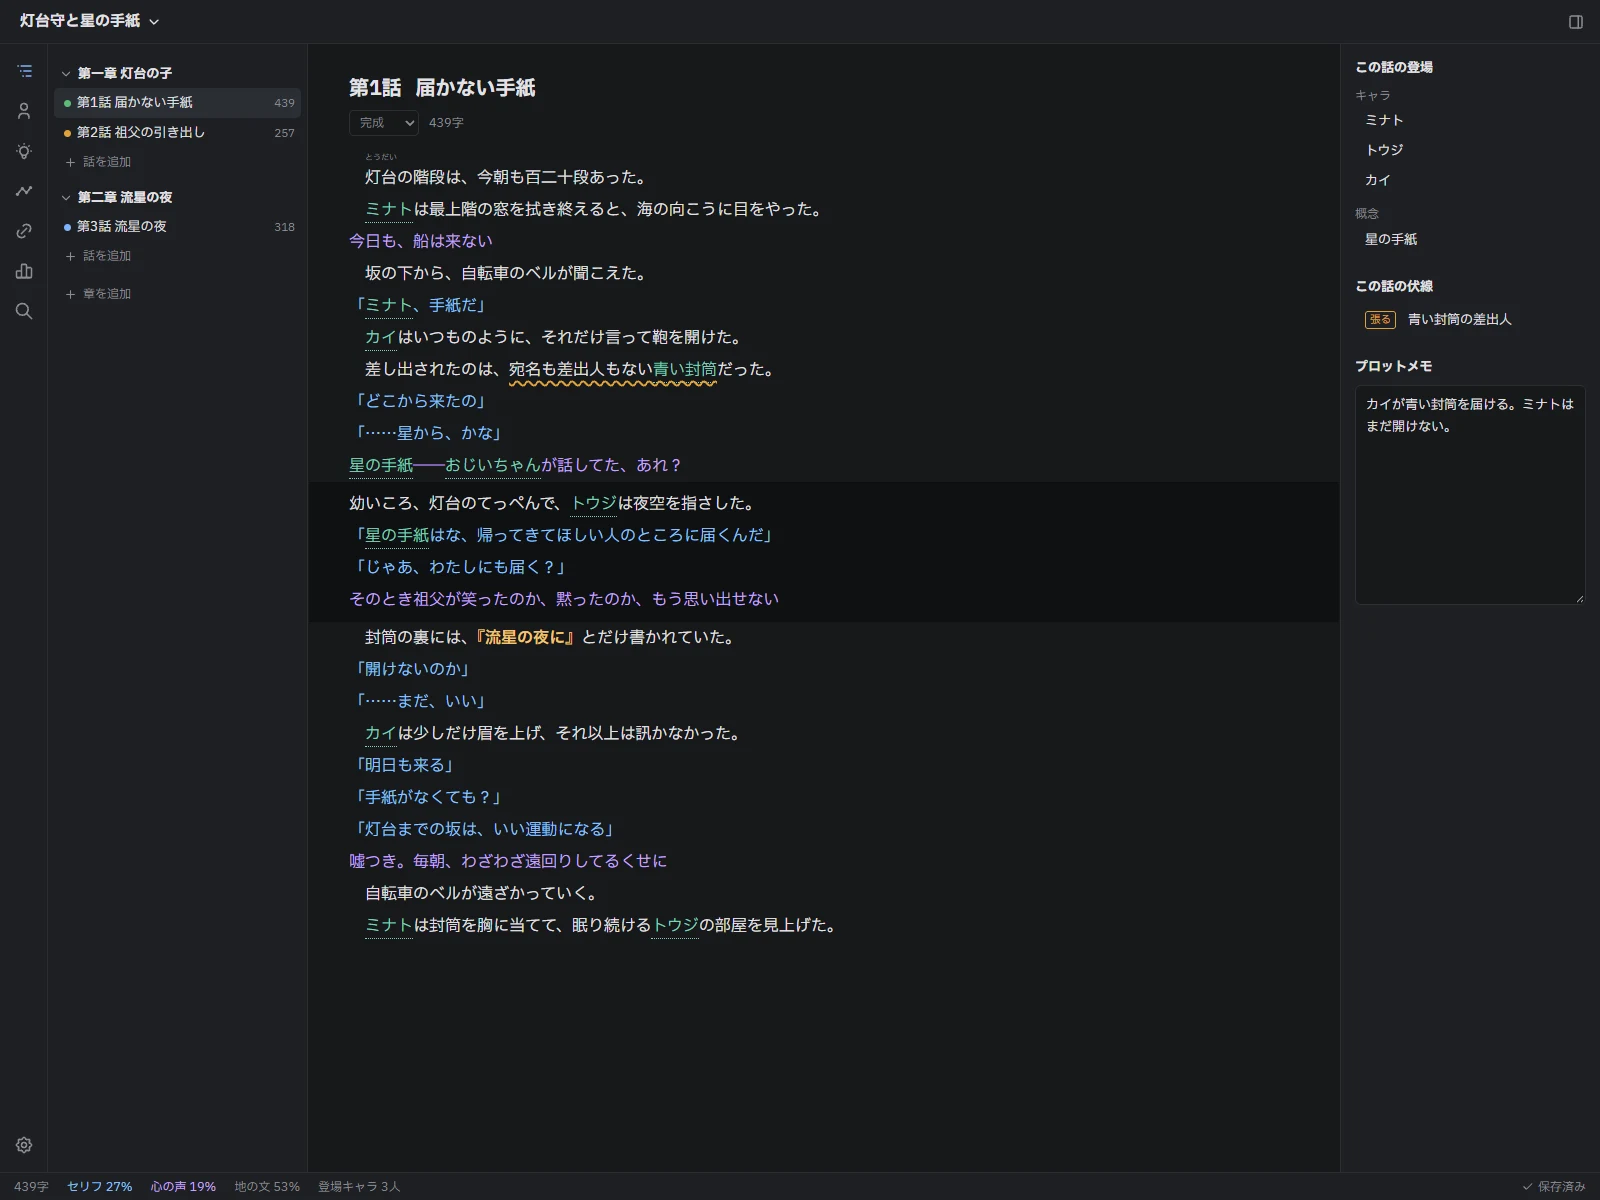 灯台守と星の手紙
第一章 灯台の子
第1話 届かない手紙 439
第2話 祖父の引き出し 257
＋ 話を追加
第二章 流星の夜
第3話 流星の夜 318
＋ 話を追加
＋ 章を追加
第1話 届かない手紙
完成 439字
とうだい
灯台の階段は、今朝も百二十段あった。
ミナトは最上階の窓を拭き終えると、海の向こうに目をやった。
今日も、船は来ない
坂の下から、自転車のベルが聞こえた。
「ミナト、手紙だ」
カイはいつものように、それだけ言って鞄を開けた。
差し出されたのは、宛名も差出人もない青い封筒だった。
「どこから来たの」
「……星から、かな」
星の手紙――おじいちゃんが話してた、あれ？
幼いころ、灯台のてっぺんで、トウジは夜空を指さした。
「星の手紙はな、帰ってきてほしい人のところに届くんだ」
「じゃあ、わたしにも届く？」
そのとき祖父が笑ったのか、黙ったのか、もう思い出せない
封筒の裏には、『流星の夜に』とだけ書かれていた。
「開けないのか」
「……まだ、いい」
カイは少しだけ眉を上げ、それ以上は訊かなかった。
「明日も来る」
「手紙がなくても？」
「灯台までの坂は、いい運動になる」
嘘つき。毎朝、わざわざ遠回りしてるくせに
自転車のベルが遠ざかっていく。
ミナトは封筒を胸に当てて、眠り続けるトウジの部屋を見上げた。
この話の登場
キャラ
ミナト
トウジ
カイ
概念
星の手紙
この話の伏線
張る 青い封筒の差出人
プロットメモ
カイが青い封筒を届ける。ミナトは
まだ開けない。
439字 セリフ 27% 心の声 19% 地の文 53% 登場キャラ 3人
保存済み